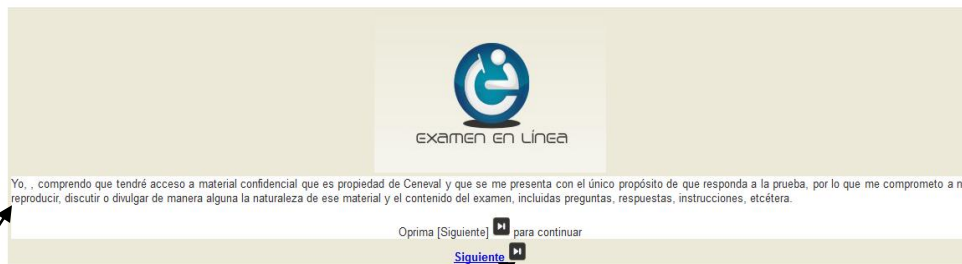 examen en línea
Yo, , comprendo que tendré acceso a material confidencial que es propiedad de Ceneval y que se me presenta con el único propósito de que responda a la prueba, por lo que me comprometo a
reproducir, discutir o divulgar de manera alguna la naturaleza de ese material y el contenido del examen, incluidas preguntas, respuestas, instrucciones, etcétera.
Oprima [Siguiente] para continuar
Siguiente